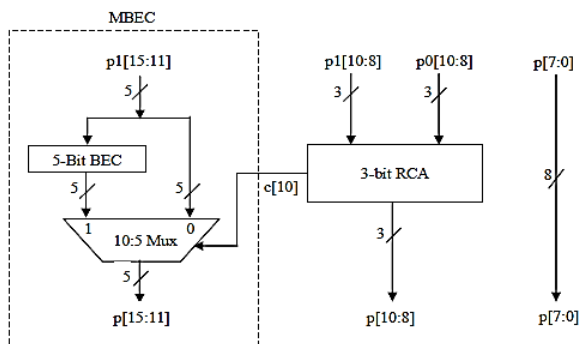 MBEC
p1[15:11]
p1[10:8]
p0[10:8]
p[7:0]
5
3
3
5-Bit BEC
3-bit RCA
5
5
c[10]
8
1
0
10:5 Mux
3
5
p[15:11]
p[10:8]
p[7:0]